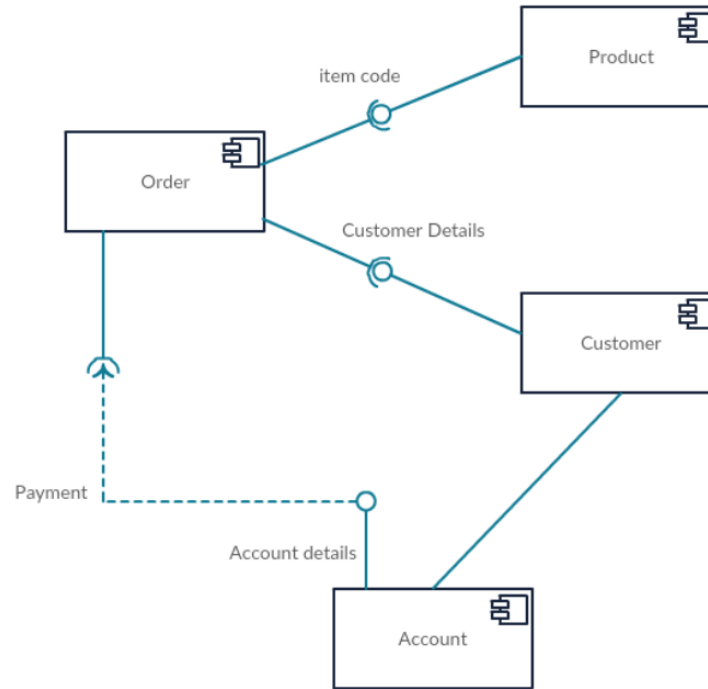 Product
item code
Order
Customer Details
Customer
Payment
Account details
Account